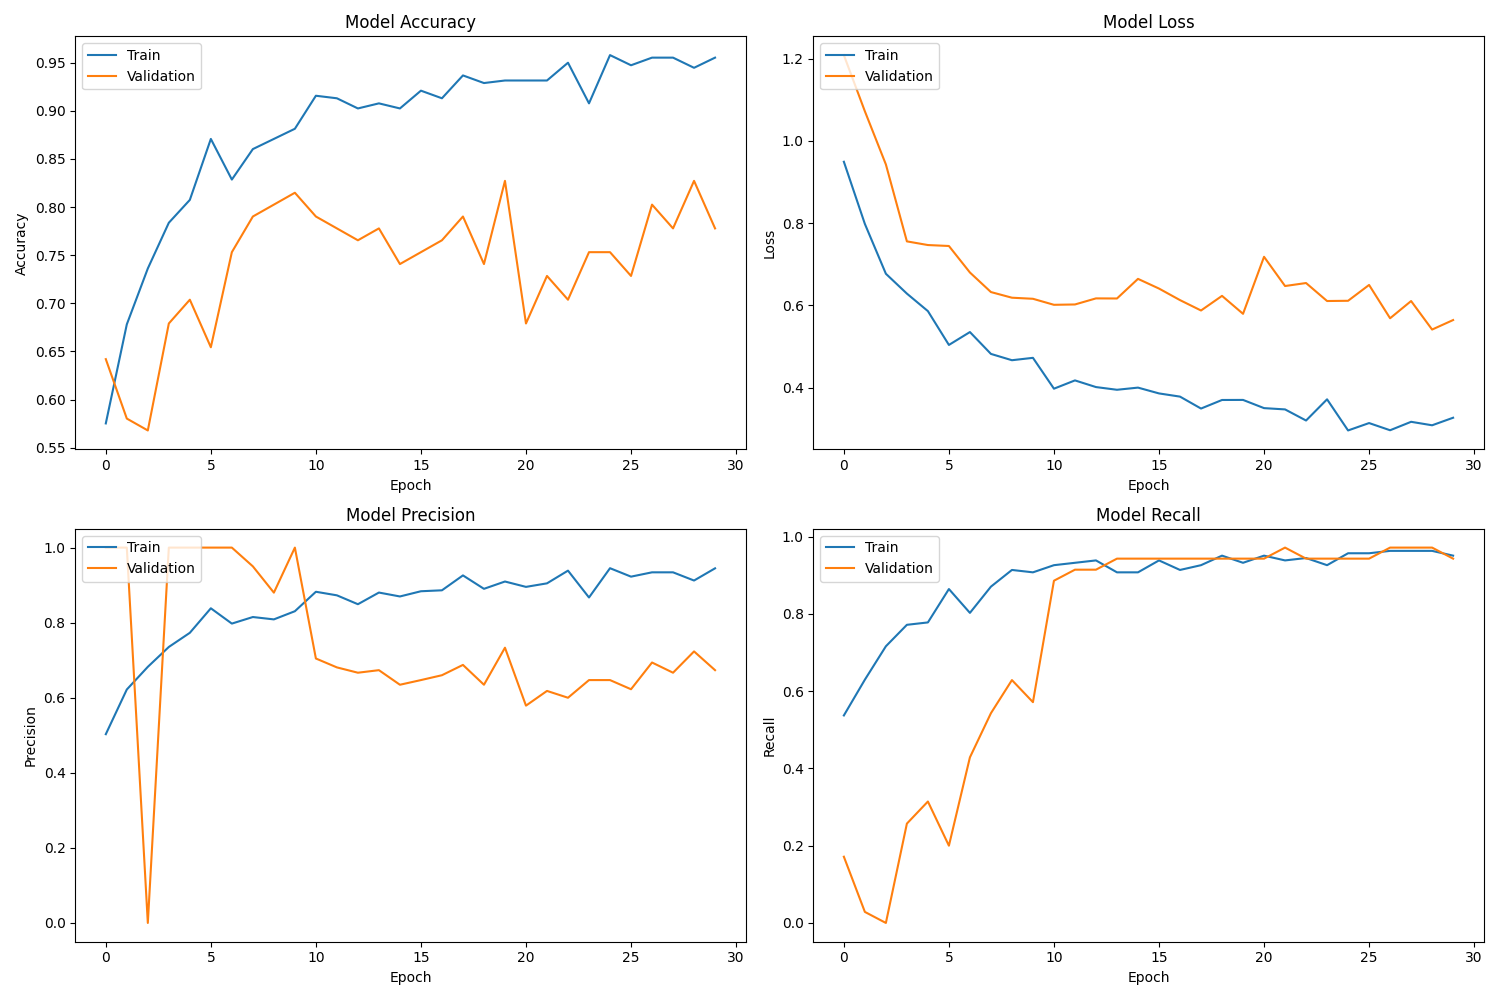 Model Accuracy
Train
Validation
0.95
0.90
0.85
0.80
0.75
0.70
0.65
0.60
0.55
Accuracy
0 5 10 15 20 25 30
Epoch
Model Loss
Train
Validation
1.2
1.0
0.8
0.6
0.4
Loss
0 5 10 15 20 25 30
Epoch
Model Precision
Train
Validation
1.0
0.8
0.6
0.4
0.2
0.0
Precision
0 5 10 15 20 25 30
Epoch
Model Recall
Train
Validation
1.0
0.8
0.6
0.4
0.2
0.0
Recall
0 5 10 15 20 25 30
Epoch